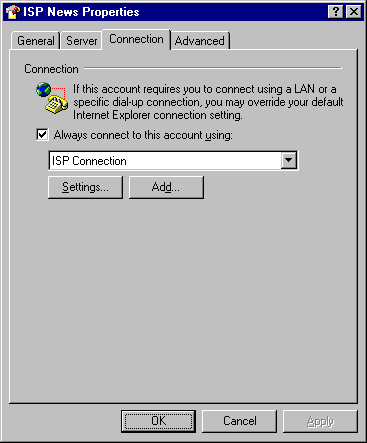 ISP News Properties
General Server Connection Advanced
Connection
If this account requires you to connect using a LAN or a
specific dial-up connection, you may override your default
Internet Explorer connection setting.
Always connect to this account using:
ISP Connection
Settings... Add...
OK Cancel Apply